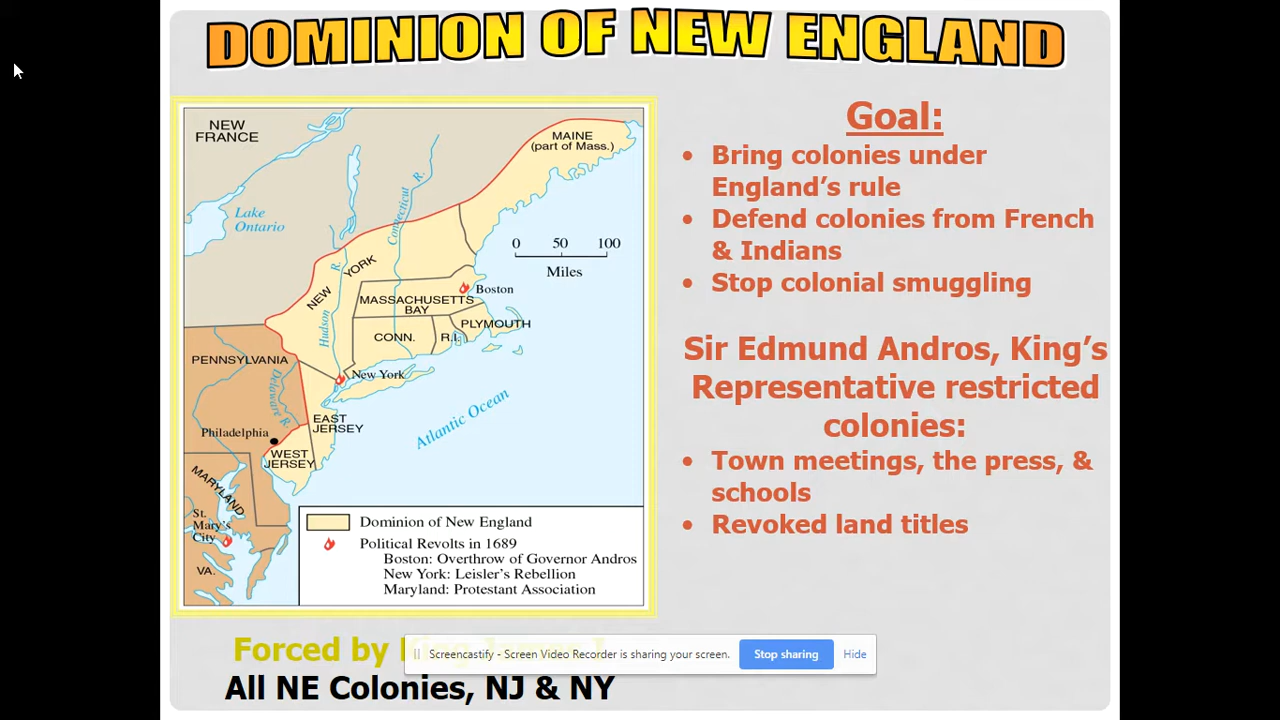 DOMINION OF NEW ENGLAND
NEW
FRANCE
MAINE
(part of Mass.)
Lake
Ontario
Connecticut R.
0 50 100
Miles
NEW YORK
Hudson R.
MASSACHUSETTS
BAY
Boston
PLYMOUTH
CONN.
R.I.
PENNSYLVANIA
New York
Delaware R.
EAST
JERSEY
Atlantic Ocean
Philadelphia
WEST
JERSEY
MARYLAND
St.
Mary's
City
VA.
Dominion of New England
Political Revolts in 1689
Boston: Overthrow of Governor Andros
New York: Leisler's Rebellion
Maryland: Protestant Association
Goal:
• Bring colonies under
England's rule
• Defend colonies from French
& Indians
• Stop colonial smuggling
Sir Edmund Andros, King's
Representative restricted
colonies:
• Town meetings, the press, &
schools
• Revoked land titles
Forced by
Screencastify - Screen Video Recorder is sharing your screen.
Stop sharing
Hide
All NE Colonies, NJ & NY